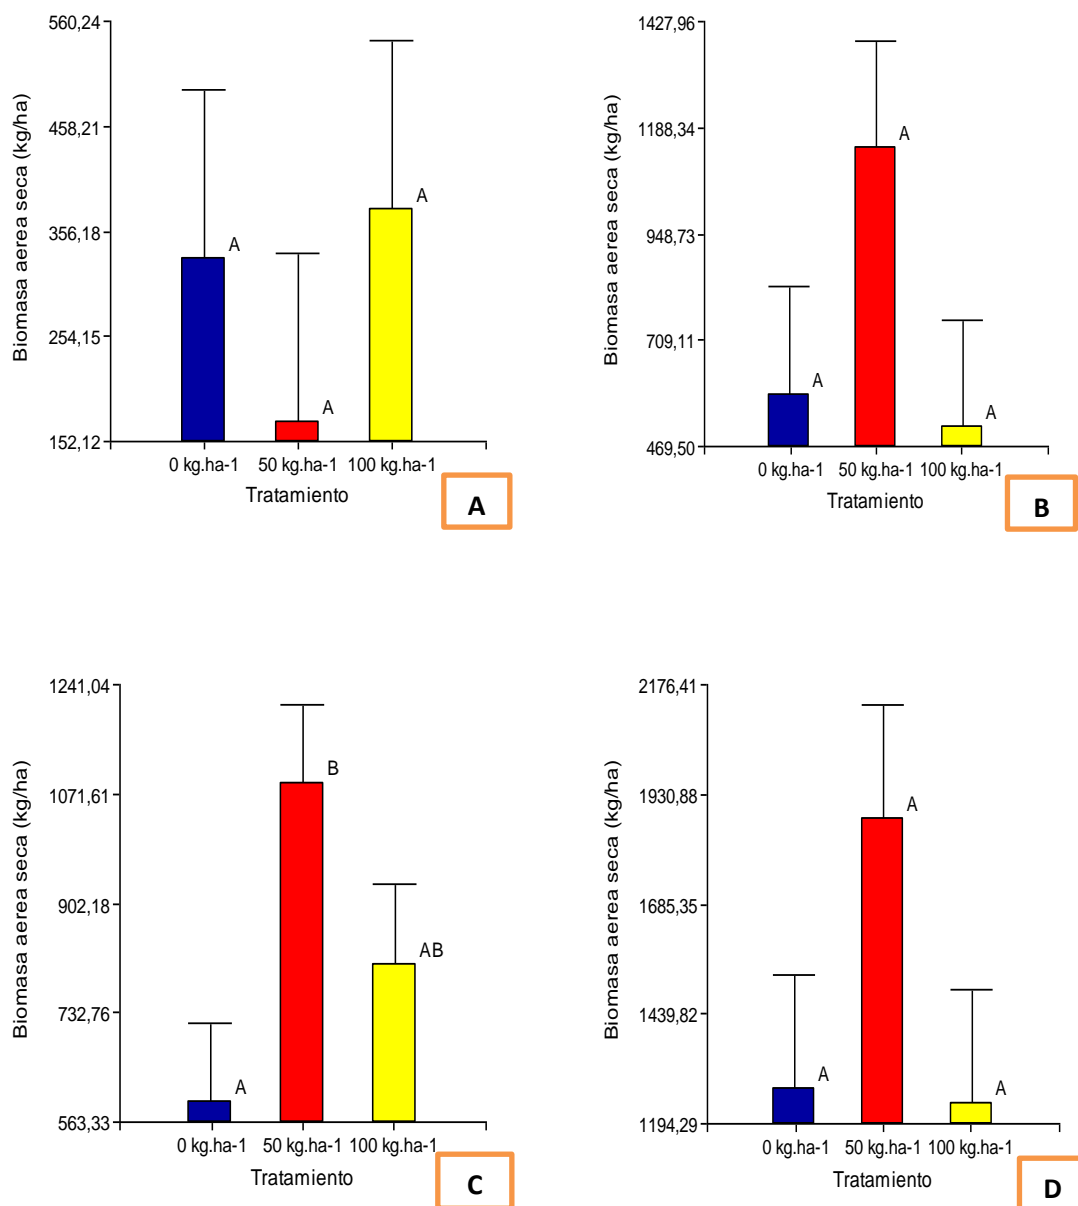 Biomasa aerea seca (kg/ha)
560,24
458,21
356,18
254,15
152,12
A
A
A
0 kg.ha-1 50 kg.ha-1 100 kg.ha-1
Tratamiento
A
Biomasa aerea seca (kg/ha)
1427,96
1188,34
948,73
709,11
469,50
A
A
A
0 kg.ha-1 50 kg.ha-1 100 kg.ha-1
Tratamiento
B
Biomasa aerea seca (kg/ha)
1241,04
1071,61
902,18
732,76
563,33
A
B
AB
0 kg.ha-1 50 kg.ha-1 100 kg.ha-1
Tratamiento
C
Biomasa aerea seca (kg/ha)
2176,41
1930,88
1685,35
1439,82
1194,29
A
A
A
0 kg.ha-1 50 kg.ha-1 100 kg.ha-1
Tratamiento
D